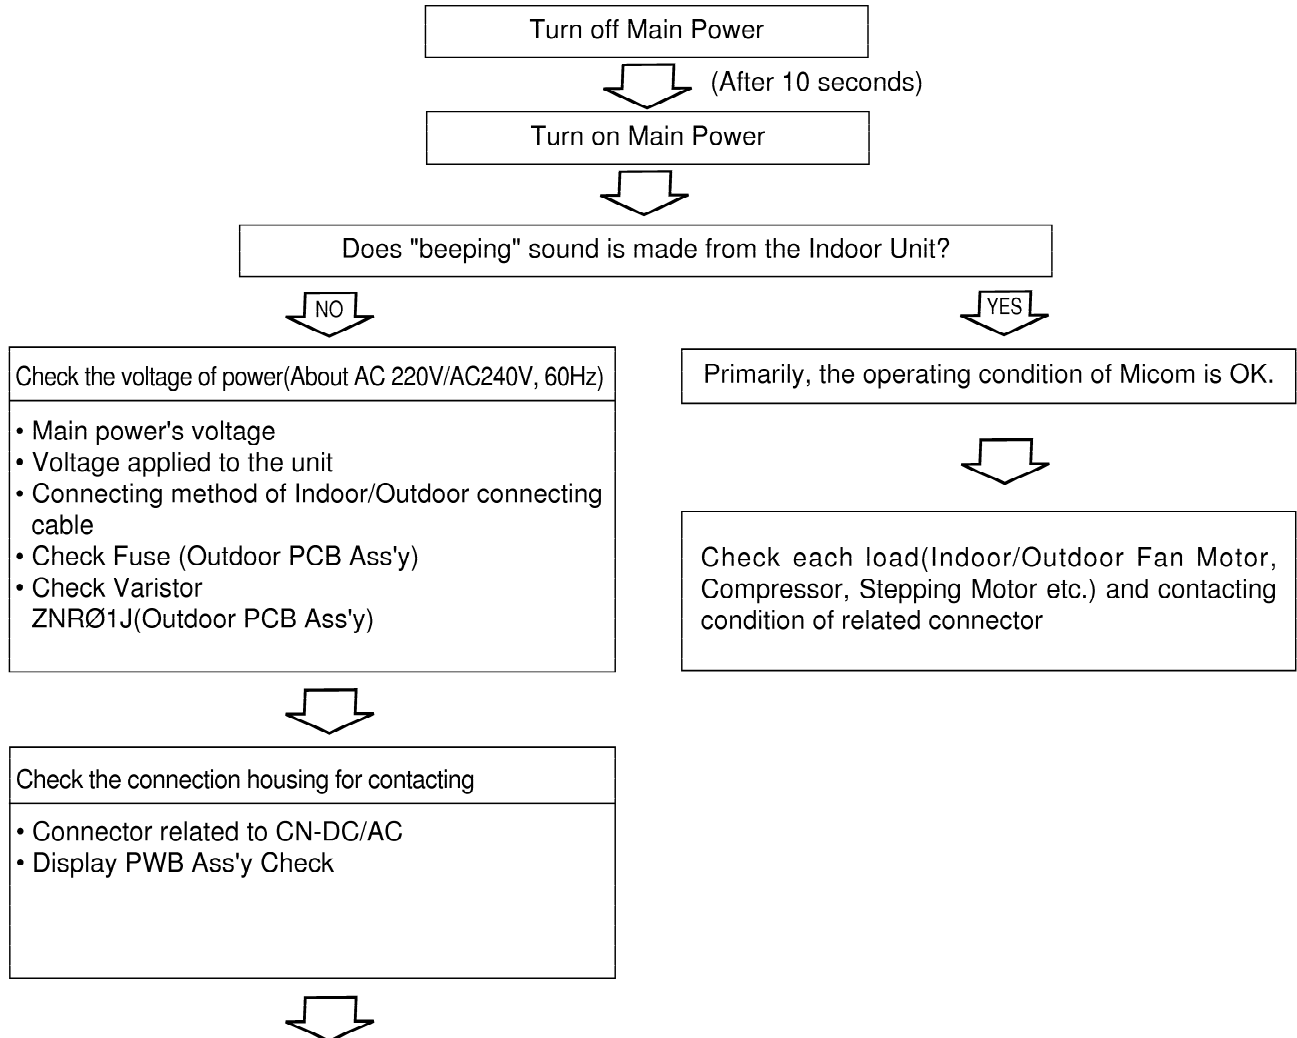 Turn off Main Power
(After 10 seconds)
Turn on Main Power
Does "beeping" sound is made from the Indoor Unit?
NO
YES
Check the voltage of power(About AC 220V/AC240V, 60Hz)
• Main power's voltage
• Voltage applied to the unit
• Connecting method of Indoor/Outdoor connecting
cable
• Check Fuse (Outdoor PCB Ass'y)
• Check Varistor
ZNRØ1J(Outdoor PCB Ass'y)
Primarily, the operating condition of Micom is OK.
Check each load(Indoor/Outdoor Fan Motor,
Compressor, Stepping Motor etc.) and contacting
condition of related connector
Check the connection housing for contacting
• Connector related to CN-DC/AC
• Display PWB Ass'y Check